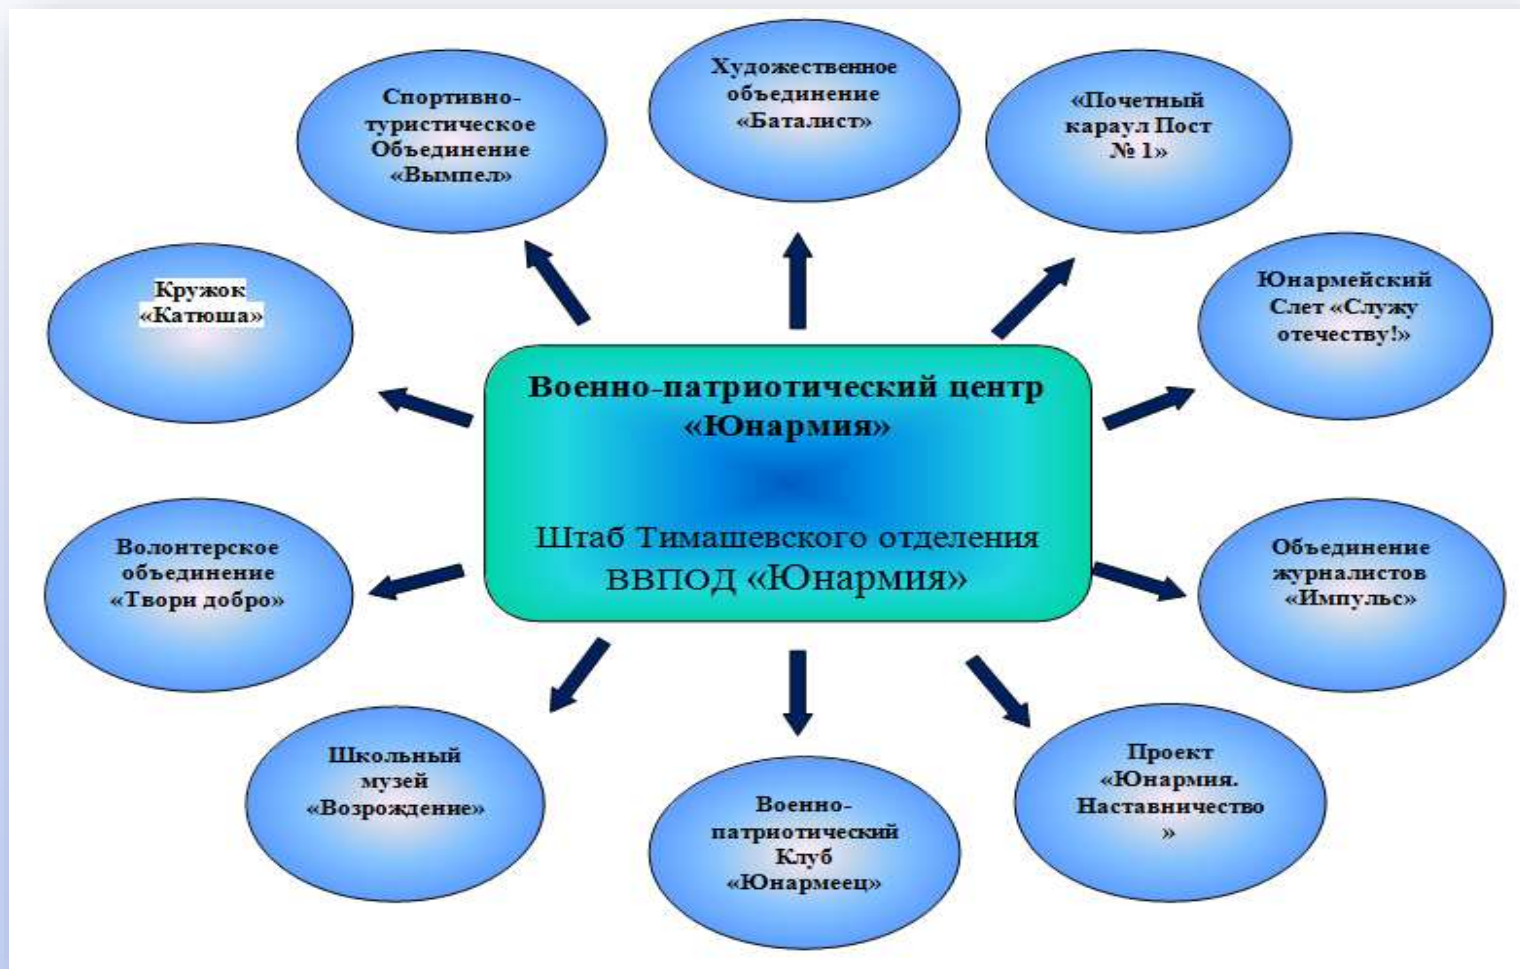 Художественное
объединение
«Баталист»
Спортивно-
туристическое
Объединение
«Вымпел»
«Почетный
караул Пост
№ 1»
Кружок
«Катюша»
Юнармейский
Слет «Служу
отечеству!»
Военно-патриотический центр
«Юнармия»
Штаб Тимашевского отделения
ВВПОД «Юнармия»
Волонтерское
объединение
«Твори добро»
Объединение
журналистов
«Импульс»
Школьный
музей
«Возрождение»
Военно-
патриотический
Клуб
«Юнармеец»
Проект
«Юнармия.
Наставничество
»